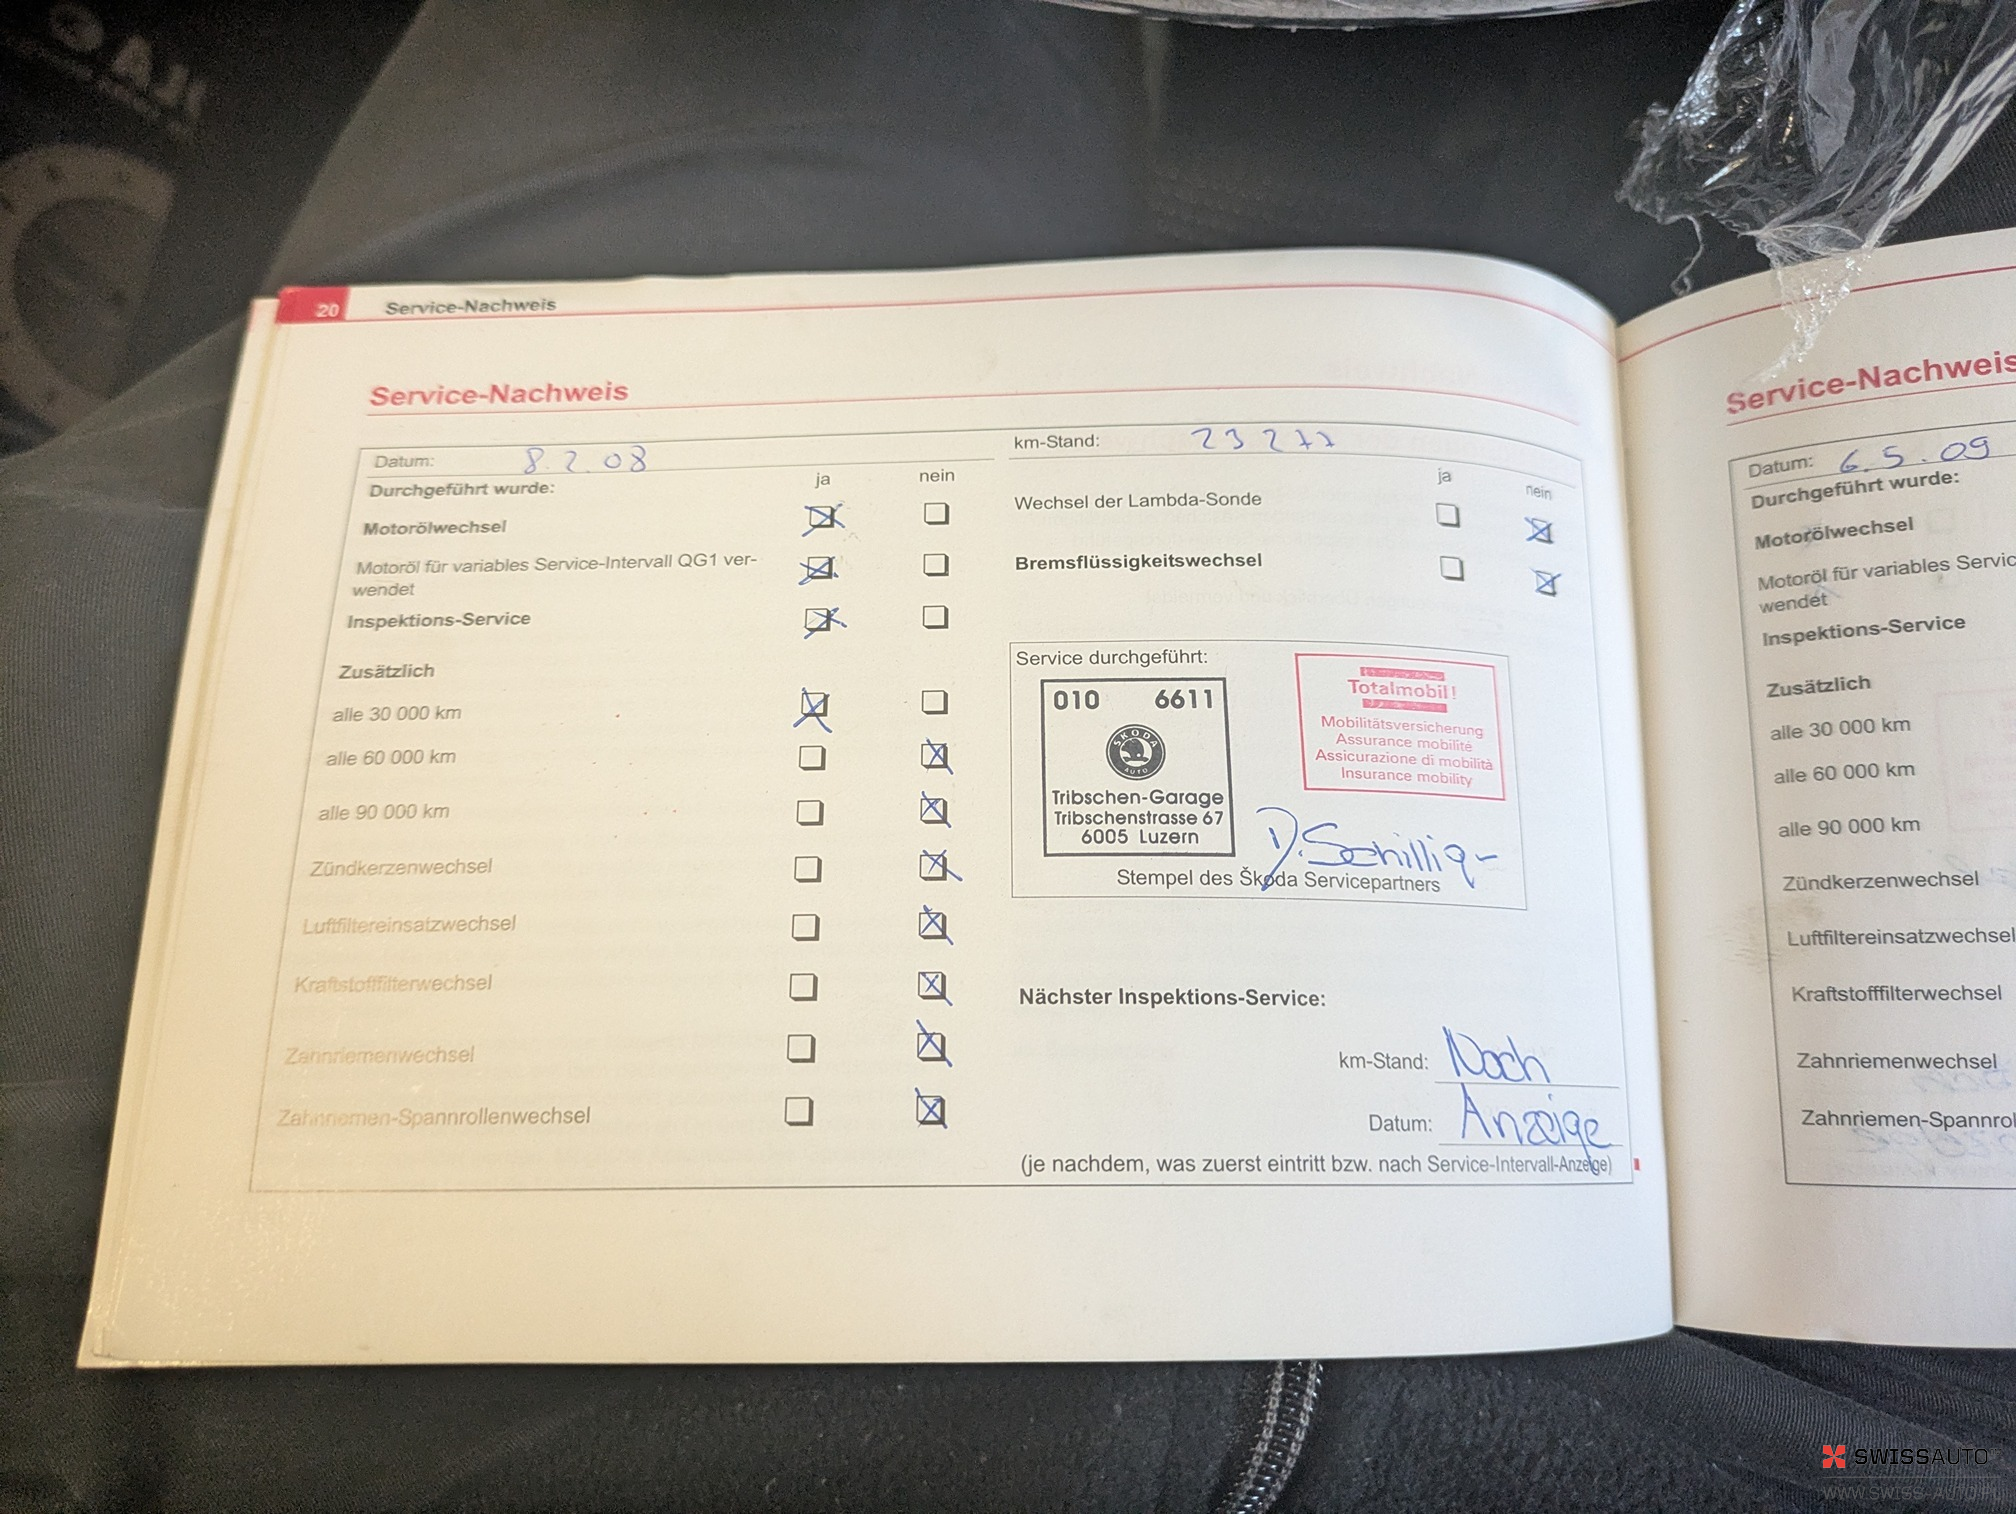 20 Service-Nachweis
Service-Nachweis
Datum: 8.2.08
km-Stand: 23 277
Durchgeführt wurde:
ja nein
Motorölwechsel
Motoröl für variables Service-Intervall QG1 ver-
wendet
Inspektions-Service
Zusätzlich
alle 30 000 km
alle 60 000 km
alle 90 000 km
Zündkerzenwechsel
Luftfiltereinsatzwechsel
Kraftstofffilterwechsel
Zahnriemenwechsel
Zahnriemen-Spannrollenwechsel
ja nein
Wechsel der Lambda-Sonde
Bremsflüssigkeitswechsel
Service durchgeführt:
010 6611
SKODA
AUTO
Tribschen-Garage
Tribschenstrasse 67
6005 Luzern
Totalmobil!
Mobilitätsversicherung
Assurance mobilité
Assicurazione di mobilità
Insurance mobility
D. Schillig
Stempel des Škoda Servicepartners
Nächster Inspektions-Service:
km-Stand: Nach
Datum: Anzeige
(je nachdem, was zuerst eintritt bzw. nach Service-Intervall-Anzeige)
Service-Nachweis
Datum: 6.5.09
Durchgeführt wurde:
Motorölwechsel
Motoröl für variables Servic
wendet
Inspektions-Service
Zusätzlich
alle 30 000 km
alle 60 000 km
alle 90 000 km
Zündkerzenwechsel
Luftfiltereinsatzwechsel
Kraftstofffilterwechsel
Zahnriemenwechsel
Zahnriemen-Spannrol
SWISSAUTO